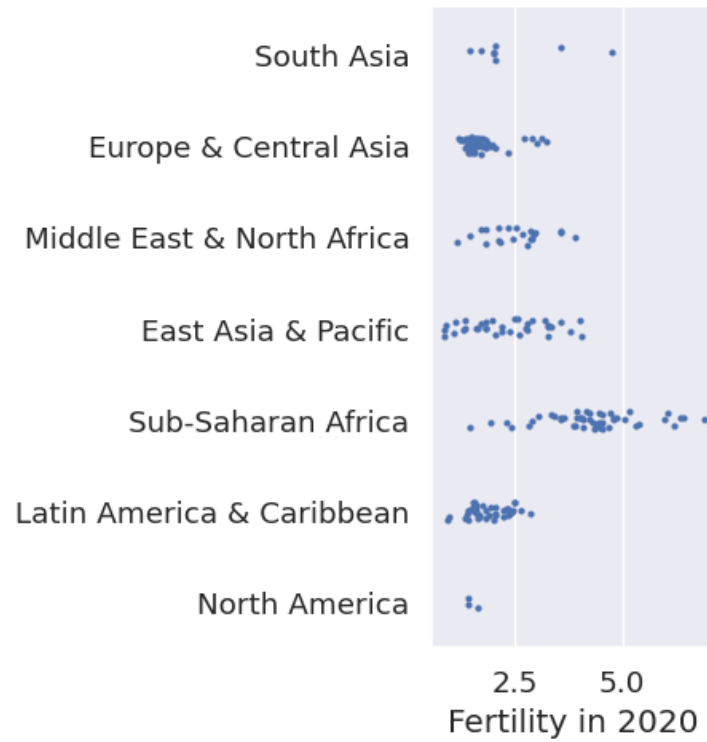 South Asia
Europe & Central Asia
Middle East & North Africa
East Asia & Pacific
Sub-Saharan Africa
Latin America & Caribbean
North America
2.5 5.0
Fertility in 2020